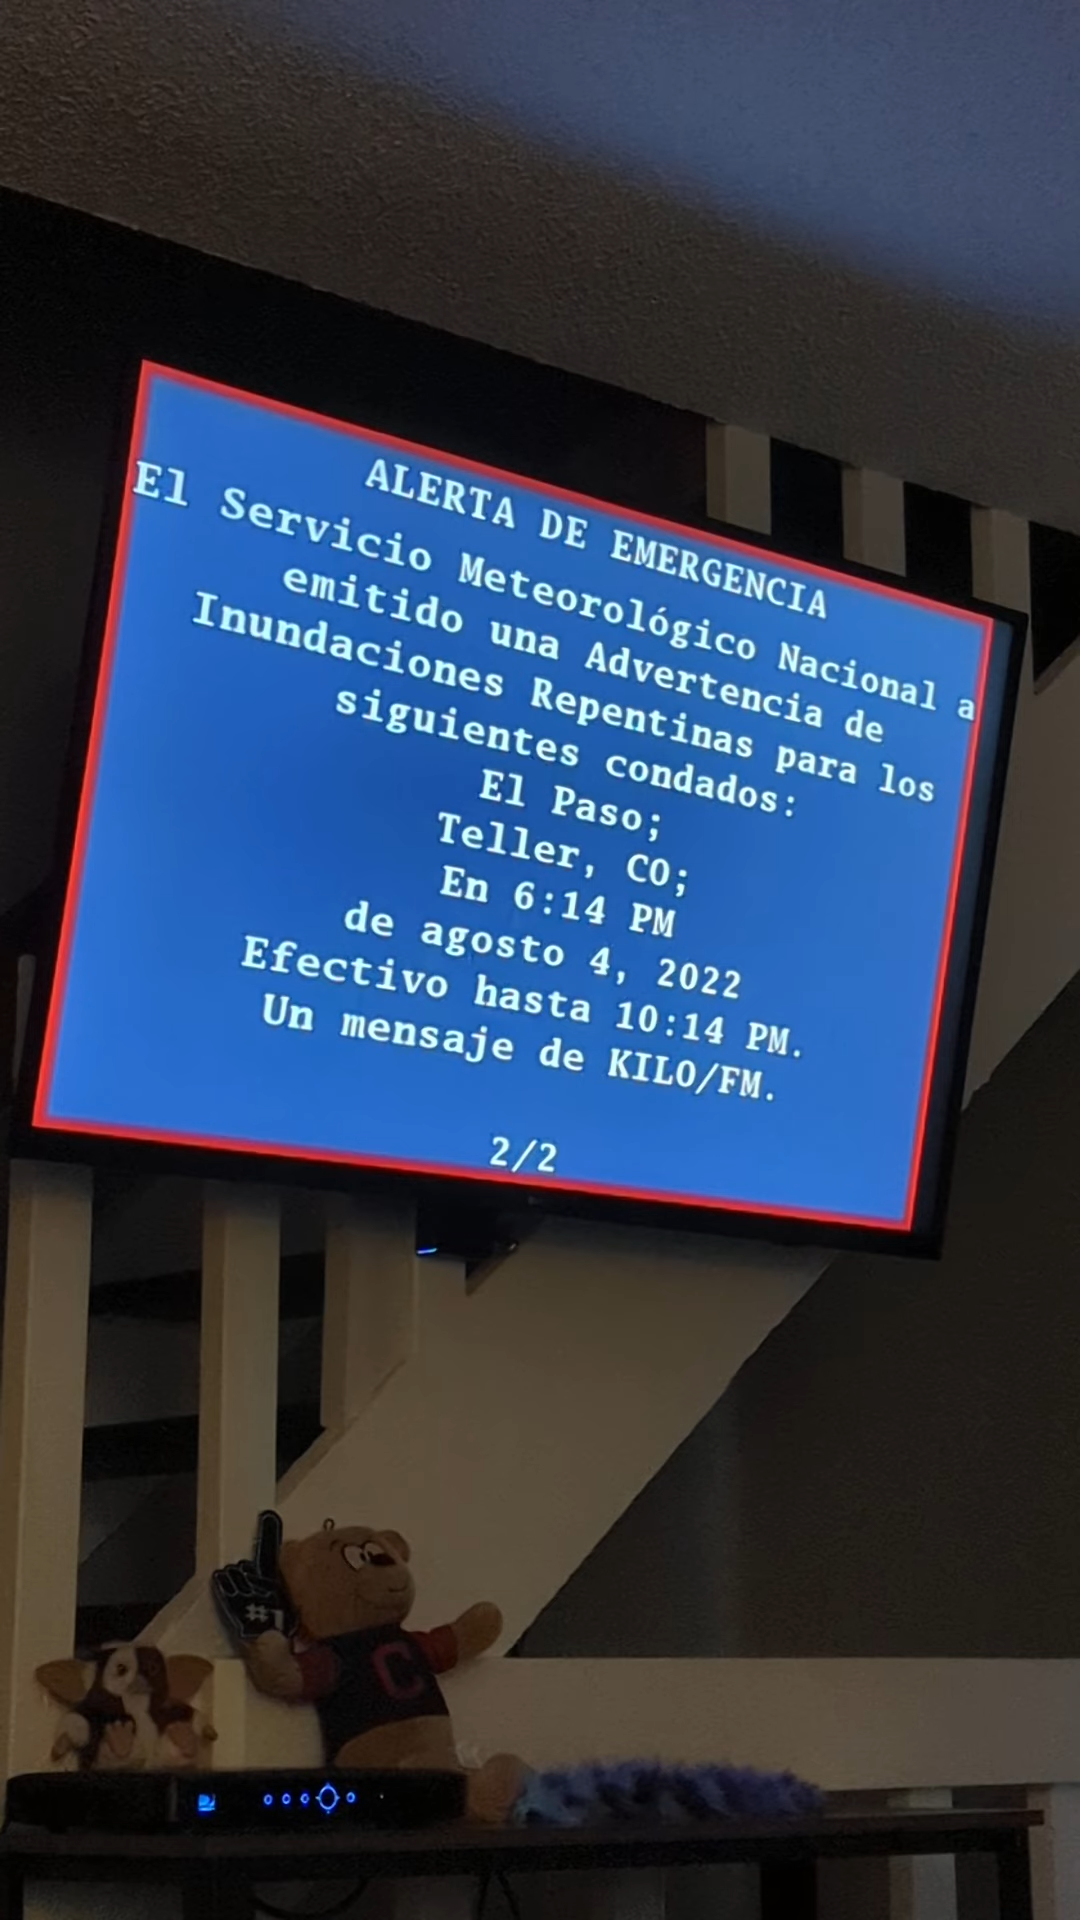 ALERTA DE EMERGENCIA
El Servicio Meteorológico Nacional a
emitido una Advertencia de
Inundaciones Repentinas para los
siguientes condados:
El Paso;
Teller, CO;
En 6:14 PM
de agosto 4, 2022
Efectivo hasta 10:14 PM.
Un mensaje de KILO/FM.
2/2
#1
C